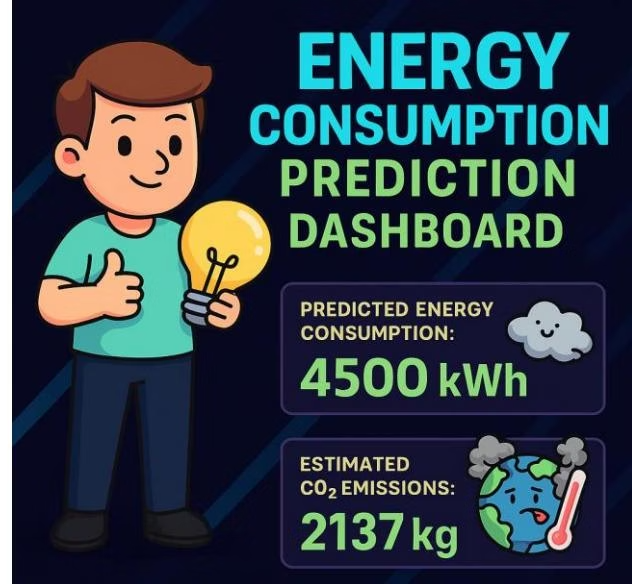 ENERGY
CONSUMPTION
PREDICTION
DASHBOARD
PREDICTED ENERGY
CONSUMPTION:
4500 kWh
ESTIMATED
CO₂ EMISSIONS:
2137 kg